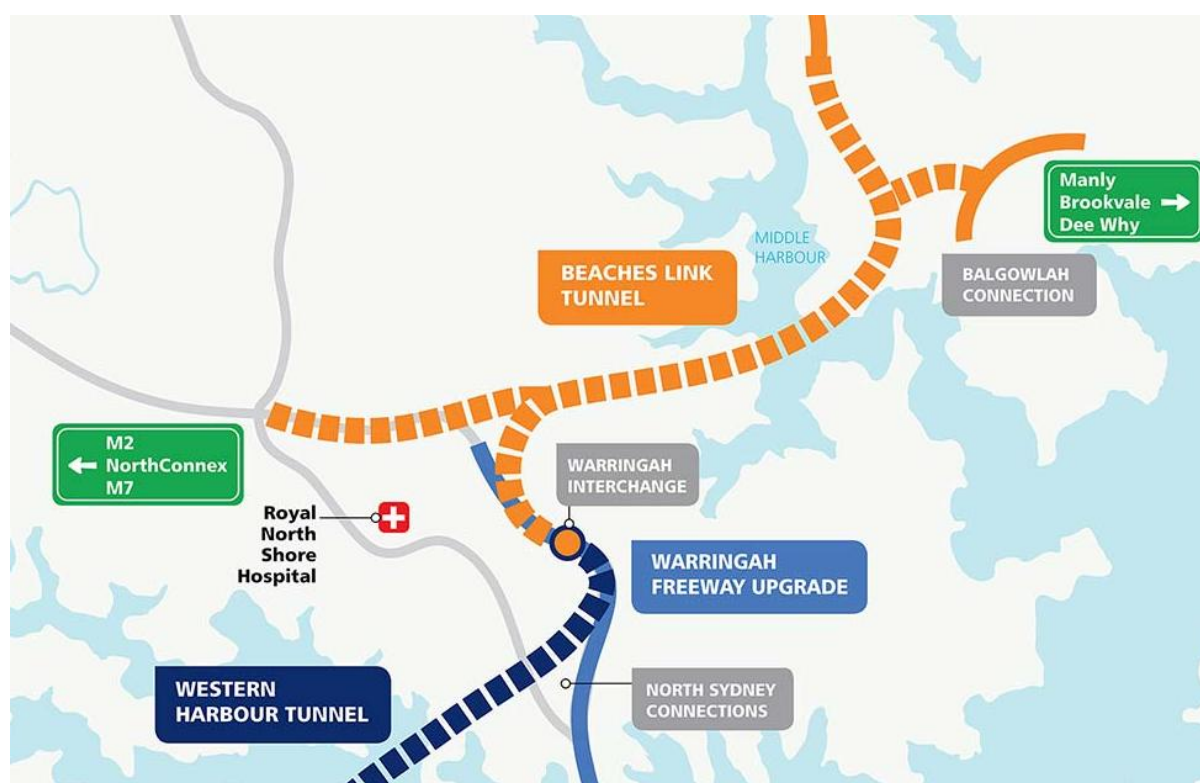 Manly
Brookvale
Dee Why
MIDDLE
HARBOUR
BEACHES LINK
TUNNEL
BALGOWLAH
CONNECTION
M2
NorthConnex
M7
WARRINGAH
INTERCHANGE
Royal
North
Shore
Hospital
WARRINGAH
FREEWAY UPGRADE
WESTERN
HARBOUR TUNNEL
NORTH SYDNEY
CONNECTIONS